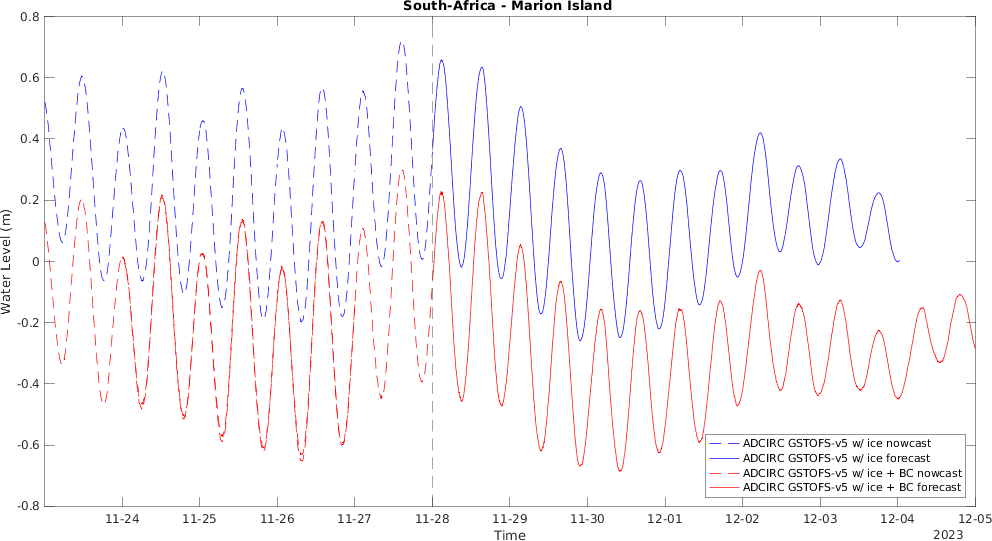 South-Africa - Marion Island
Water Level (m)
0.8
0.6
0.4
0.2
0
-0.2
-0.4
-0.6
-0.8
ADCIRC GSTOFS-v5 w/ ice nowcast
ADCIRC GSTOFS-v5 w/ ice forecast
ADCIRC GSTOFS-v5 w/ ice + BC nowcast
ADCIRC GSTOFS-v5 w/ ice + BC forecast
11-24 11-25 11-26 11-27 11-28 11-29 11-30 12-01 12-02 12-03 12-04 12-05
Time
2023